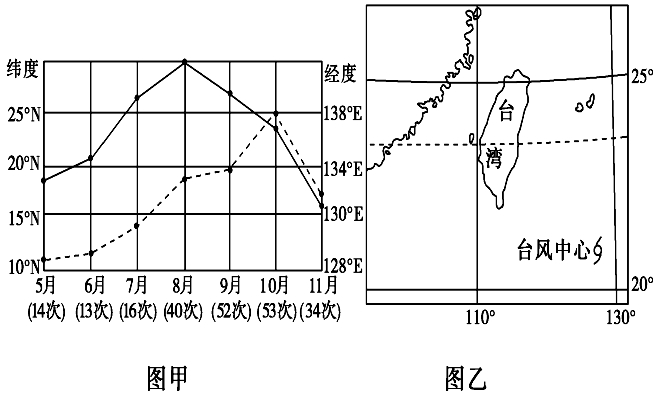 纬度
经度
25°N
20°N
15°N
10°N
138°E
134°E
130°E
128°E
5月 6月 7月 8月 9月 10月 11月
(14次) (13次) (16次) (40次) (52次) (53次) (34次)
图甲
25°
台
湾
台风中心
20°
110° 130°
图乙